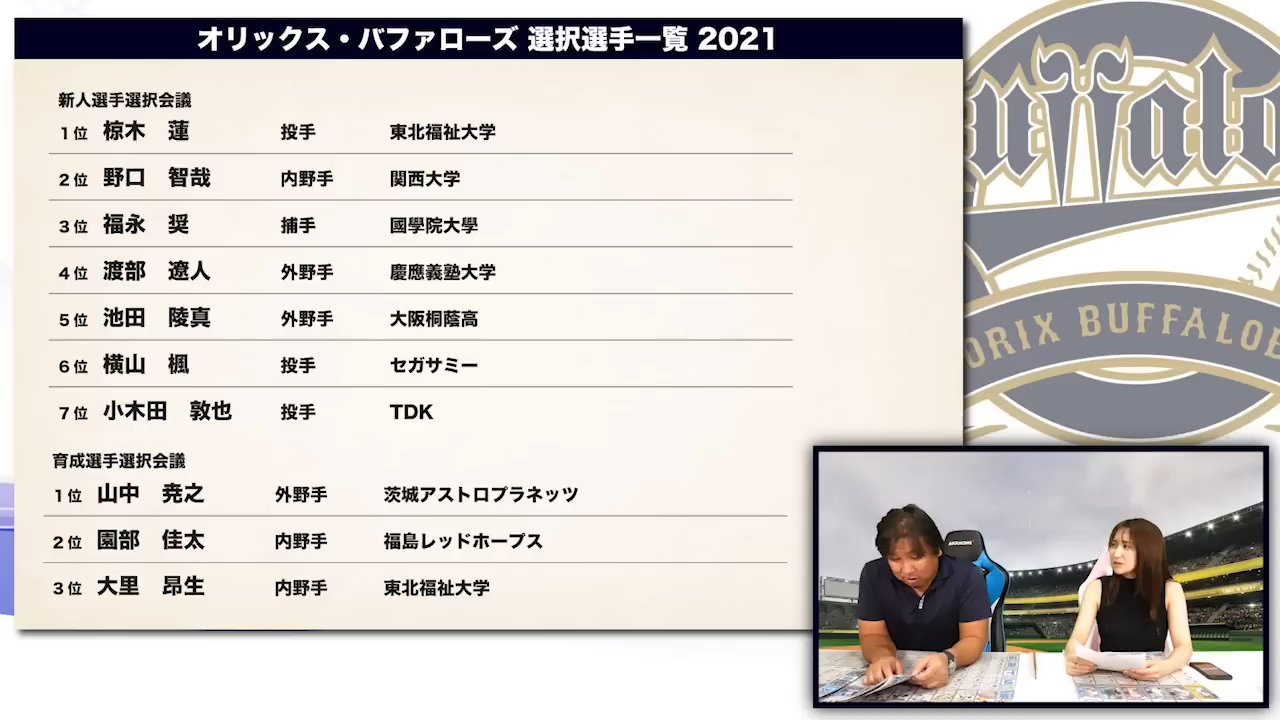 オリックス・バファローズ 選択選手一覧 2021
新人選手選択会議
1位 椋木 蓮 投手 東北福祉大学
2位 野口 智哉 内野手 関西大学
3位 福永 奨 捕手 國學院大學
4位 渡部 遼人 外野手 慶應義塾大学
5位 池田 陵真 外野手 大阪桐蔭高
6位 横山 楓 投手 セガサミー
7位 小木田 敦也 投手 TDK
育成選手選択会議
1位 山中 尭之 外野手 茨城アストロプラネッツ
2位 園部 佳太 内野手 福島レッドホープス
3位 大里 昂生 内野手 東北福祉大学
Buffalo
ORIX BUFFALOE
AKRACING